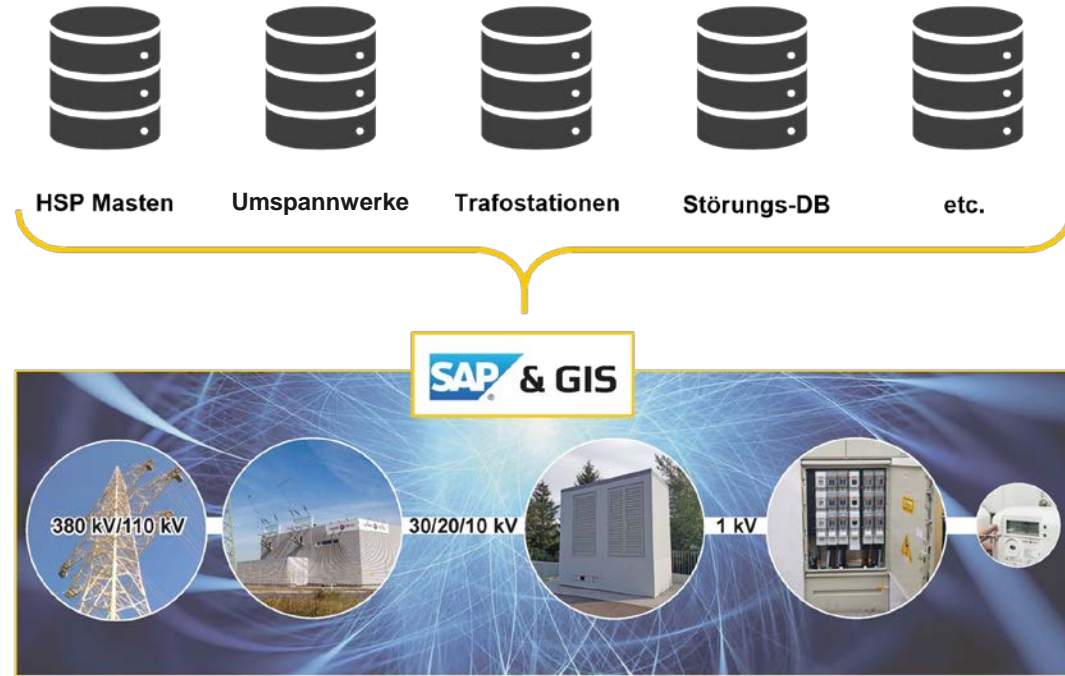 HSP Masten
Umspannwerke
Trafostationen
Störungs-DB
etc.
SAP® & GIS
380 kV/110 kV
30/20/10 kV
1 kV